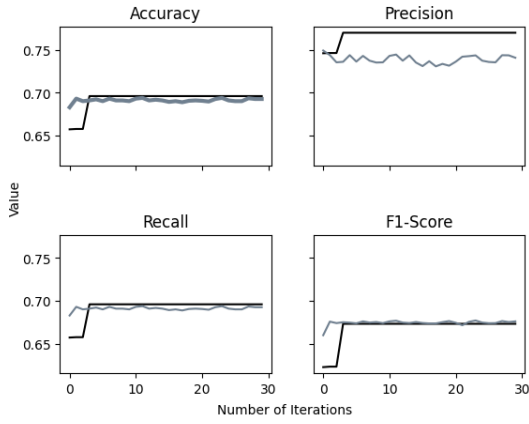 Accuracy
Precision
0.75
0.70
0.65
Value
Recall
F1-Score
0.75
0.70
0.65
0 10 20 30
0 10 20 30
Number of Iterations